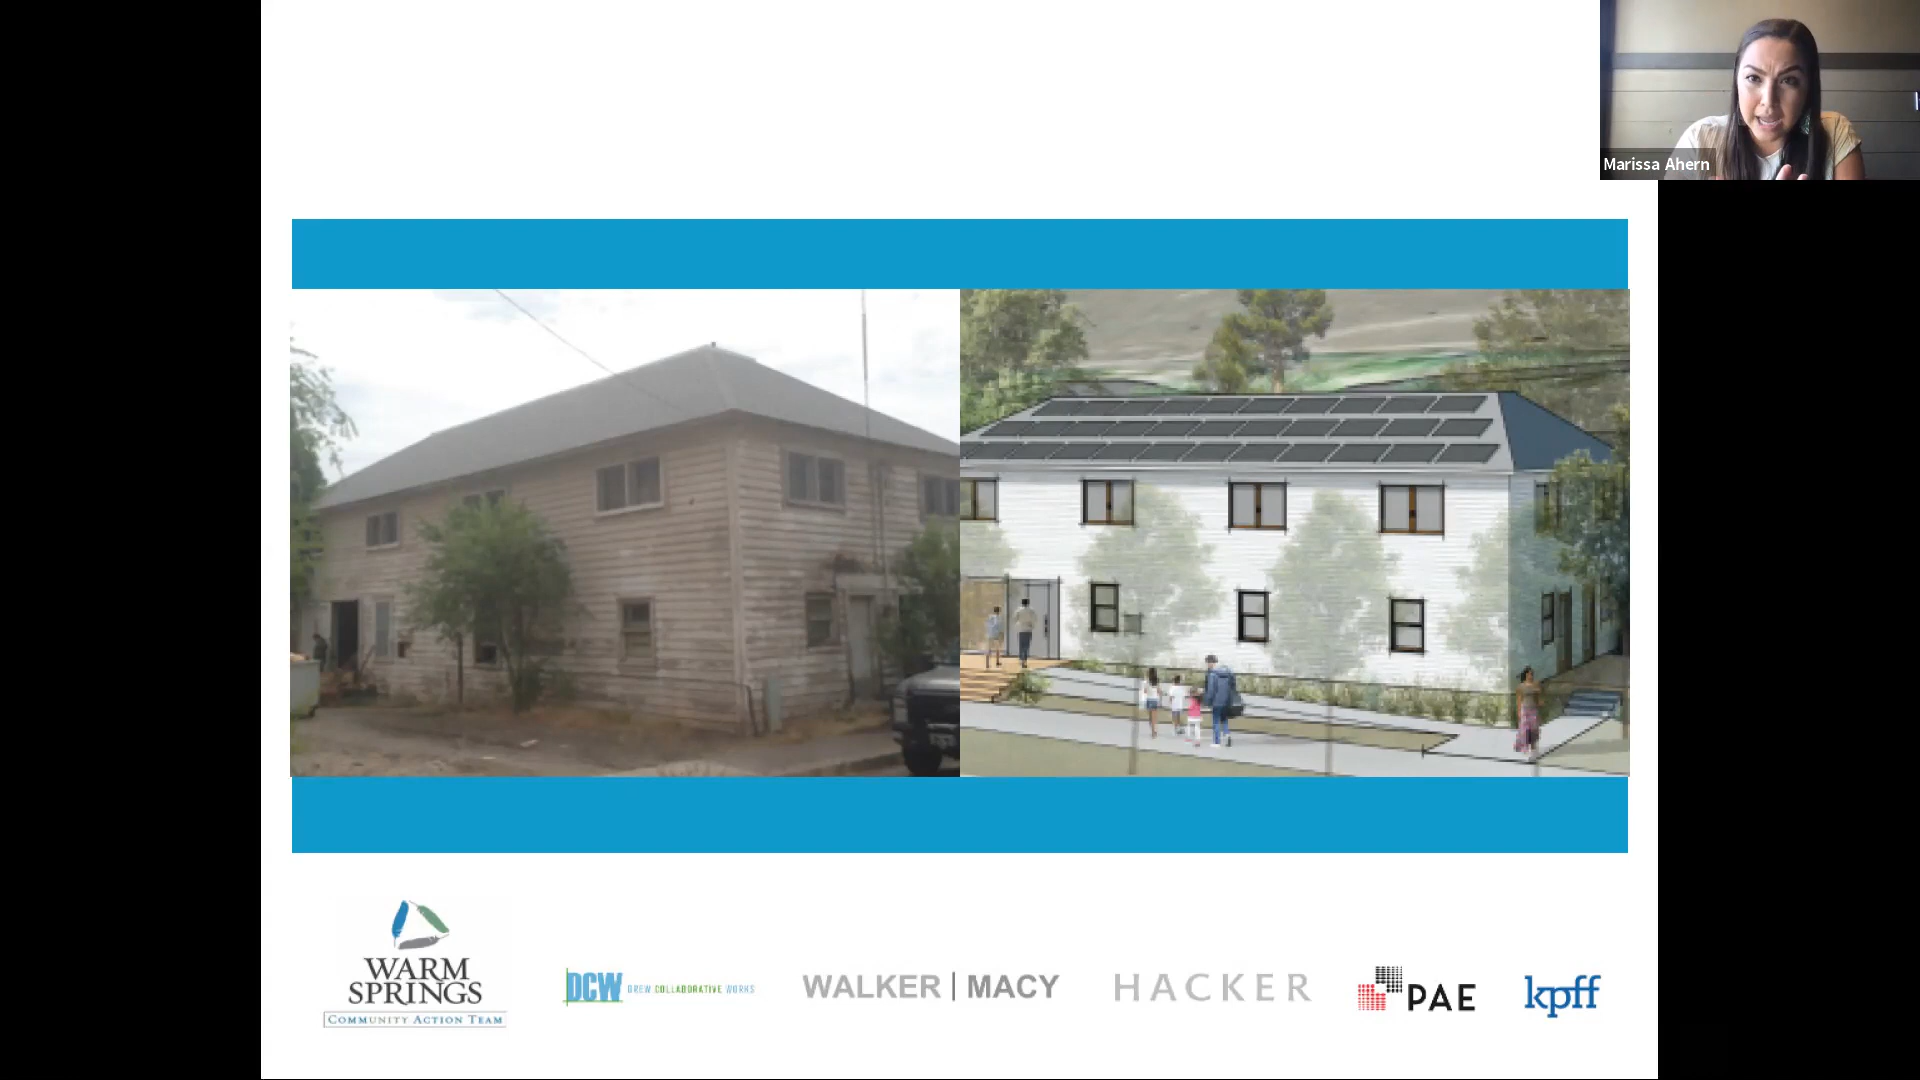 Marissa Ahern
WARM
SPRINGS
COMMUNITY ACTION TEAM
DCW DREW COLLABORATIVE WORKS
WALKER | MACY
HACKER
PAE
kpff